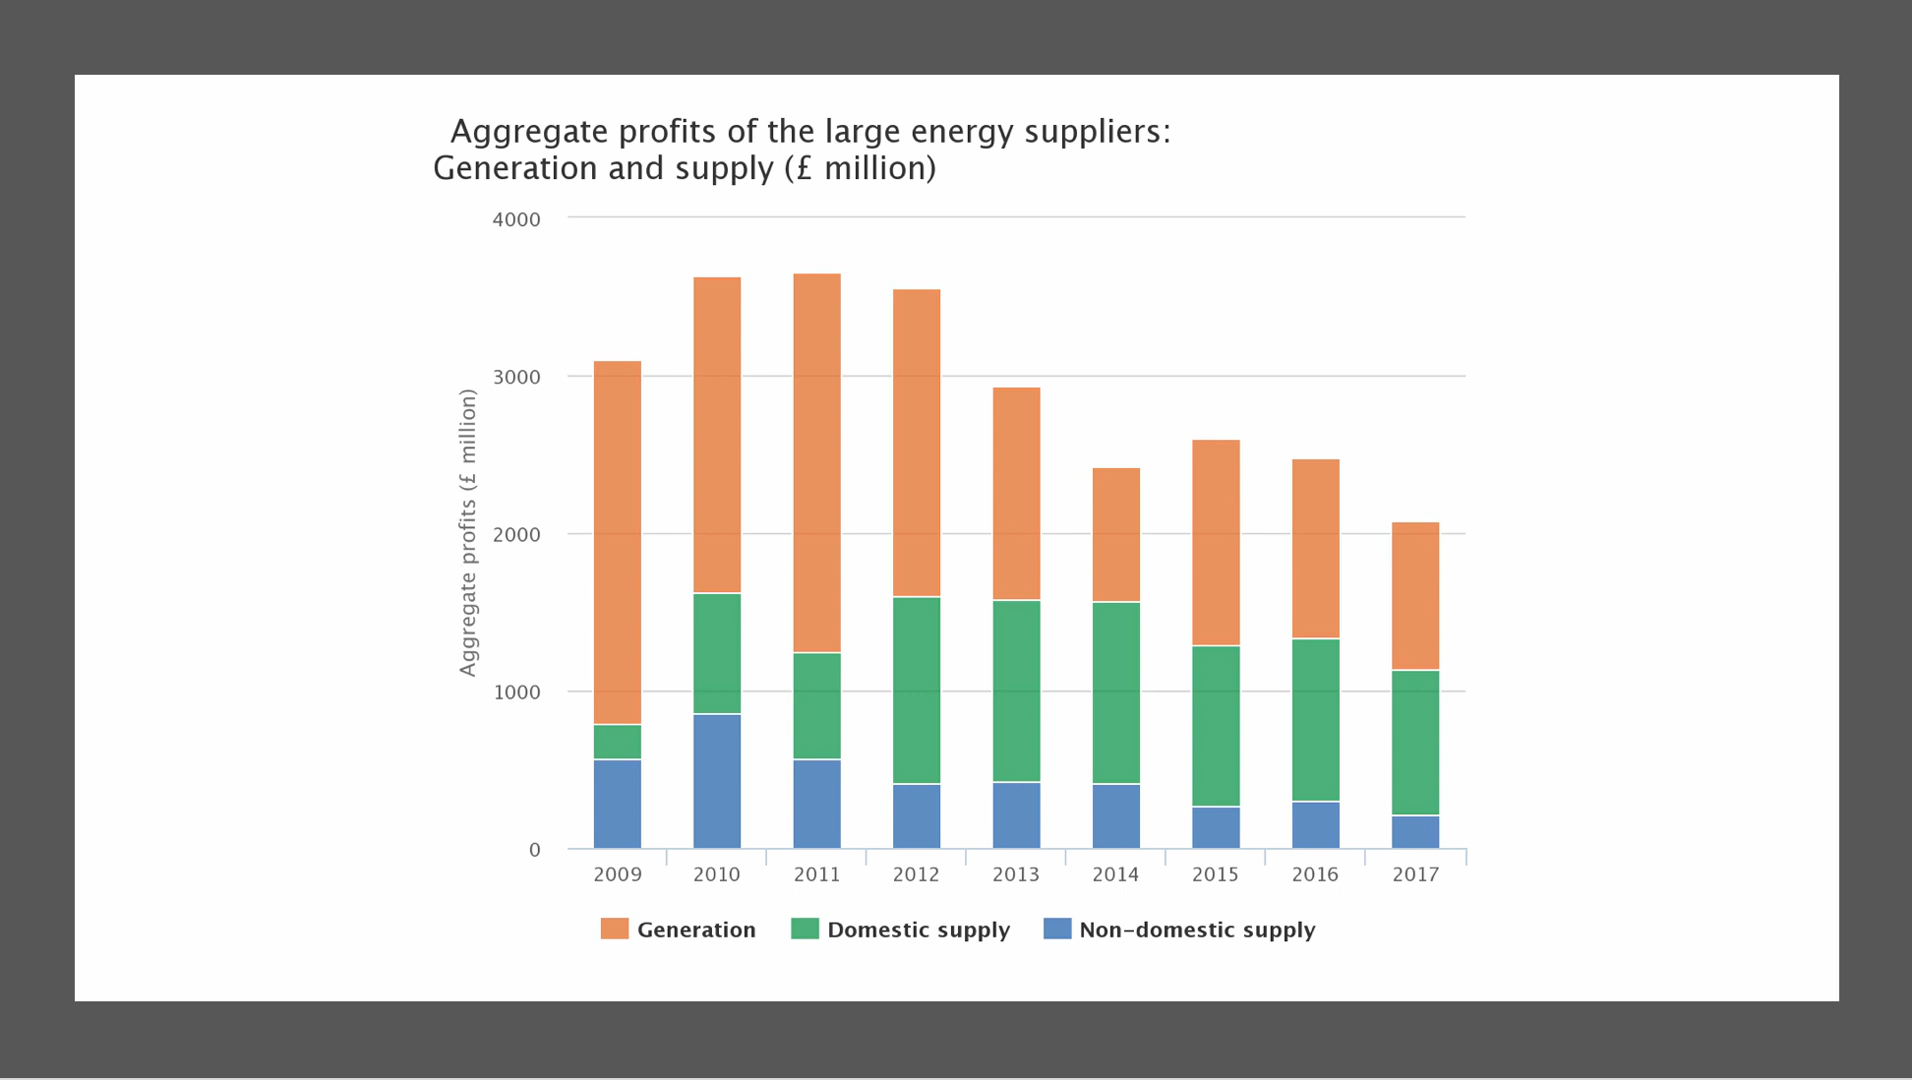 Aggregate profits of the large energy suppliers:
Generation and supply (£ million)
Aggregate profits (£ million)
4000
3000
2000
1000
0
2009 2010 2011 2012 2013 2014 2015 2016 2017
Generation Domestic supply Non-domestic supply